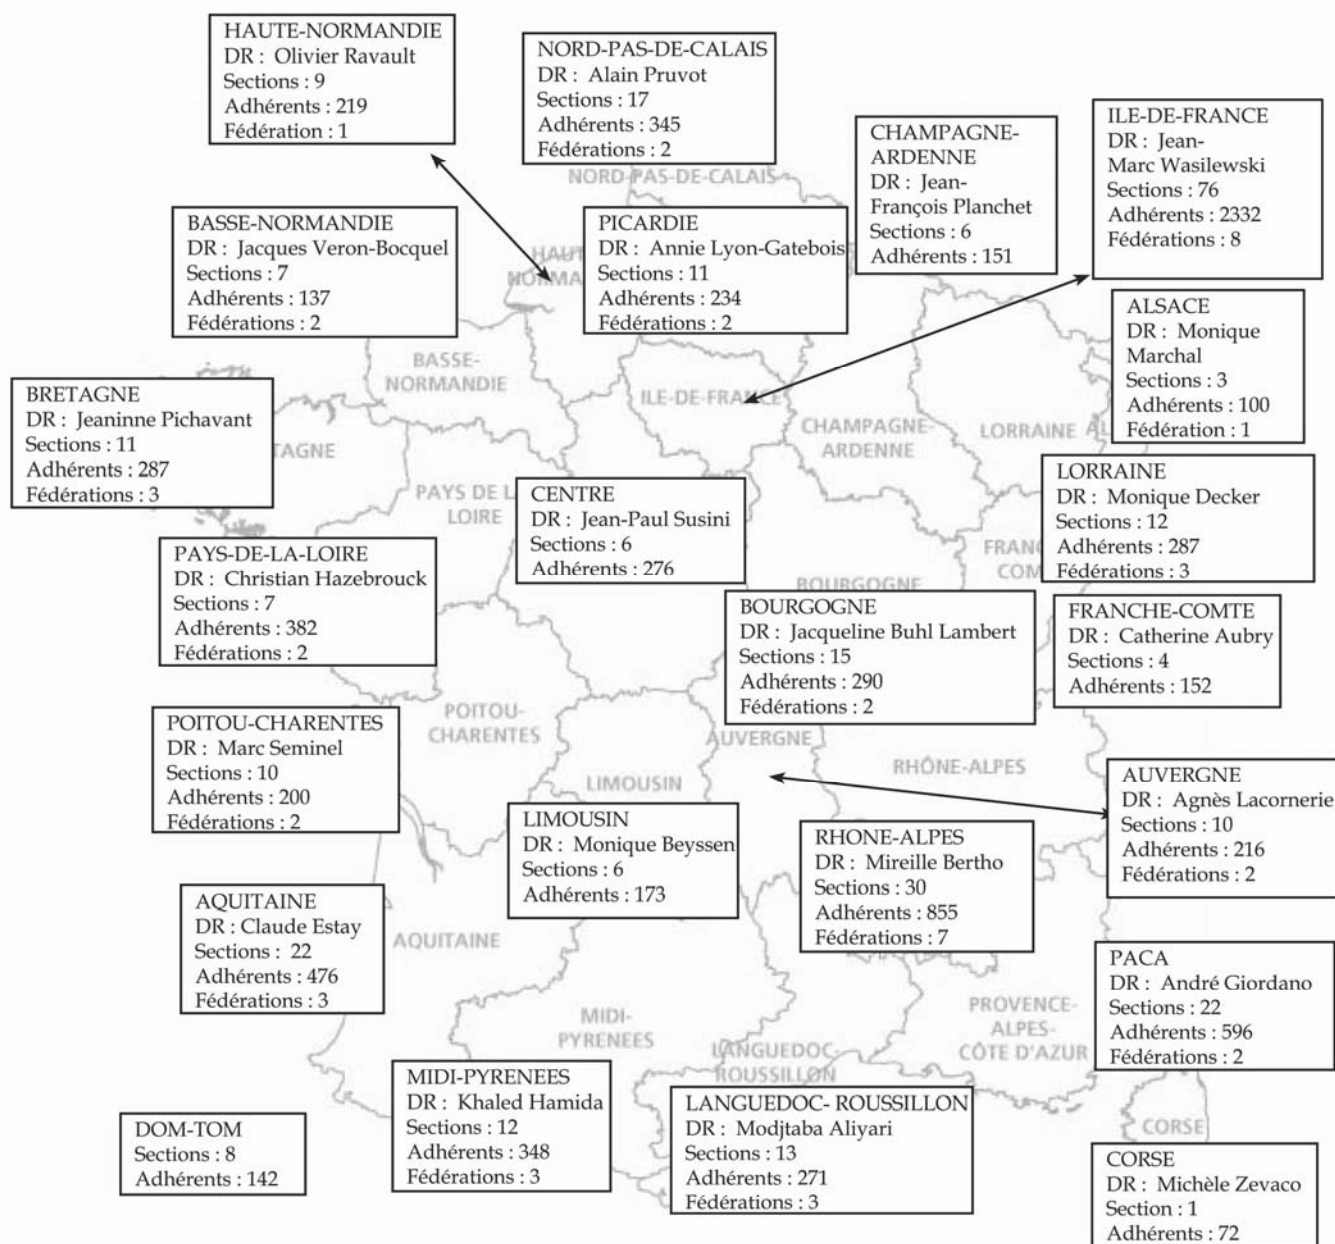 HAUTE-NORMANDIE
DR : Olivier Ravault
Sections : 9
Adhérents : 219
Fédération : 1
NORD-PAS-DE-CALAIS
DR : Alain Pruvot
Sections : 17
Adhérents : 345
Fédérations : 2
CHAMPAGNE-
ARDENNE
DR : Jean-
François Planchet
Sections : 6
Adhérents : 151
ILE-DE-FRANCE
DR : Jean-
Marc Wasilewski
Sections : 76
Adhérents : 2332
Fédérations : 8
NORD-PAS-DE-CALAIS
BASSE-NORMANDIE
DR : Jacques Veron-Bocquel
Sections : 7
Adhérents : 137
Fédérations : 2
PICARDIE
DR : Annie Lyon-Gatebois
Sections : 11
Adhérents : 234
Fédérations : 2
ALSACE
DR : Monique
Marchal
Sections : 3
Adhérents : 100
Fédération : 1
BASSE-
NORMANDIE
ILE-DE-FRANCE
CHAMPAGNE-
ARDENNE
LORRAINE
BRETAGNE
DR : Jeaninne Pichavant
Sections : 11
Adhérents : 287
Fédérations : 3
LORRAINE
DR : Monique Decker
Sections : 12
Adhérents : 287
Fédérations : 3
PAYS DE L
LOIRE
CENTRE
DR : Jean-Paul Susini
Sections : 6
Adhérents : 276
PAYS-DE-LA-LOIRE
DR : Christian Hazebrouck
Sections : 7
Adhérents : 382
Fédérations : 2
BOURGOGNE
BOURGOGNE
DR : Jacqueline Buhl Lambert
Sections : 15
Adhérents : 290
Fédérations : 2
FRANCHE-COMTE
DR : Catherine Aubry
Sections : 4
Adhérents : 152
POITOU-CHARENTES
DR : Marc Seminel
Sections : 10
Adhérents : 200
Fédérations : 2
POITOU-
CHARENTES
LIMOUSIN
AUVERGNE
RHÔNE-ALPES
AUVERGNE
DR : Agnès Lacornerie
Sections : 10
Adhérents : 216
Fédérations : 2
LIMOUSIN
DR : Monique Beyssen
Sections : 6
Adhérents : 173
RHONE-ALPES
DR : Mireille Bertho
Sections : 30
Adhérents : 855
Fédérations : 7
AQUITAINE
DR : Claude Estay
Sections : 22
Adhérents : 476
Fédérations : 3
AQUITAINE
PACA
DR : André Giordano
Sections : 22
Adhérents : 596
Fédérations : 2
MIDI-
PYRENEES
LANGUEDOC-
ROUSSILLON
PROVENCE-
ALPES-
CÔTE D'AZUR
MIDI-PYRENEES
DR : Khaled Hamida
Sections : 12
Adhérents : 348
Fédérations : 3
LANGUEDOC- ROUSSILLON
DR : Modjtaba Aliyari
Sections : 13
Adhérents : 271
Fédérations : 3
DOM-TOM
Sections : 8
Adhérents : 142
CORSE
CORSE
DR : Michèle Zevaco
Section : 1
Adhérents : 72